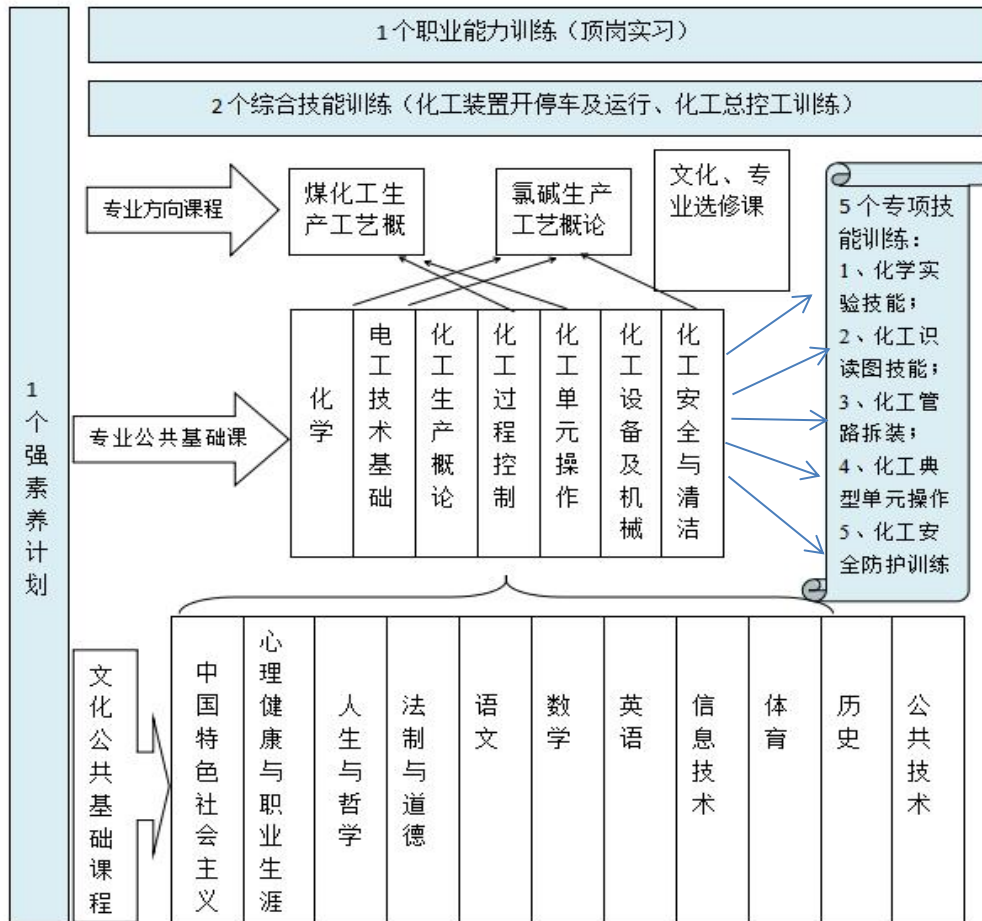 1个职业能力训练（顶岗实习）
2个综合技能训练（化工装置开停车及运行、化工总控工训练）
1个强素养计划
专业方向课程
煤化工生
产工艺概
氯碱生产
工艺概论
文化、专
业选修课
5个专项技
能训练：
1、化学实
验技能；
2、化工识
读图技能；
3、化工管
路拆装；
4、化工典
型单元操作
5、化工安
全防护训练
专业公共基础课
化学
电工技术基础
化工生产概论
化工过程控制
化工单元操作
化工设备及机械
化工安全与清洁
文化公共基础课程
中国特色社会主义
心理健康与职业生涯
人生与哲学
法制与道德
语文
数学
英语
信息技术
体育
历史
公共技术